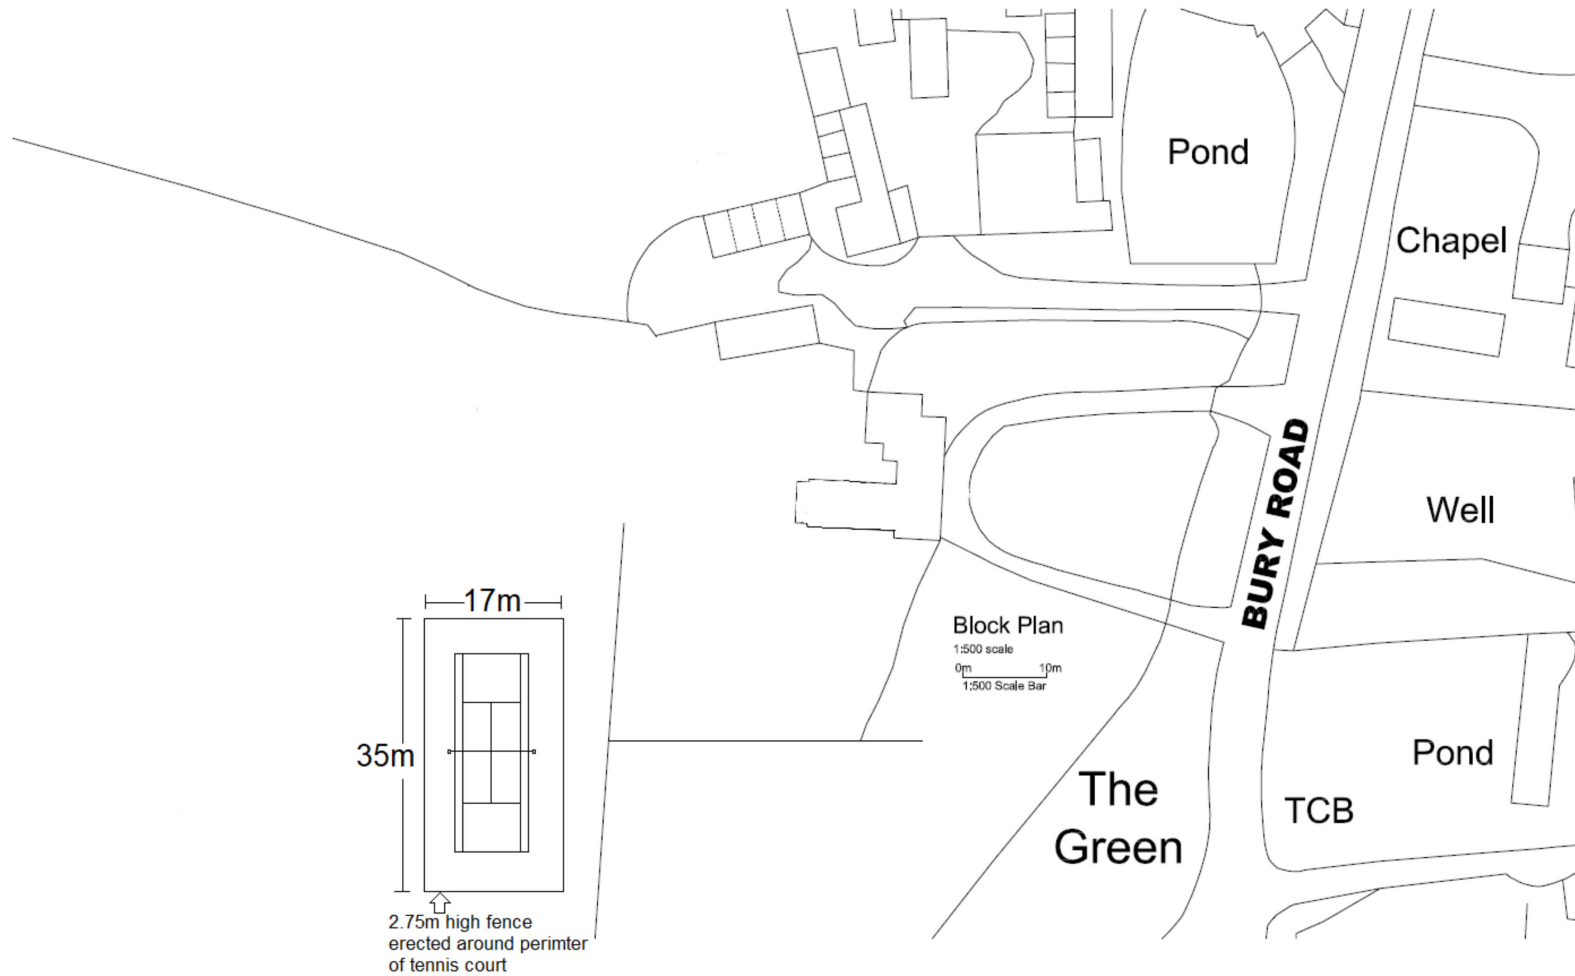 Pond
Chapel
BURY ROAD
Well
17m
Block Plan
1:500 scale
0m 10m
1:500 Scale Bar
35m
Pond
The
Green
TCB
2.75m high fence
erected around perimter
of tennis court